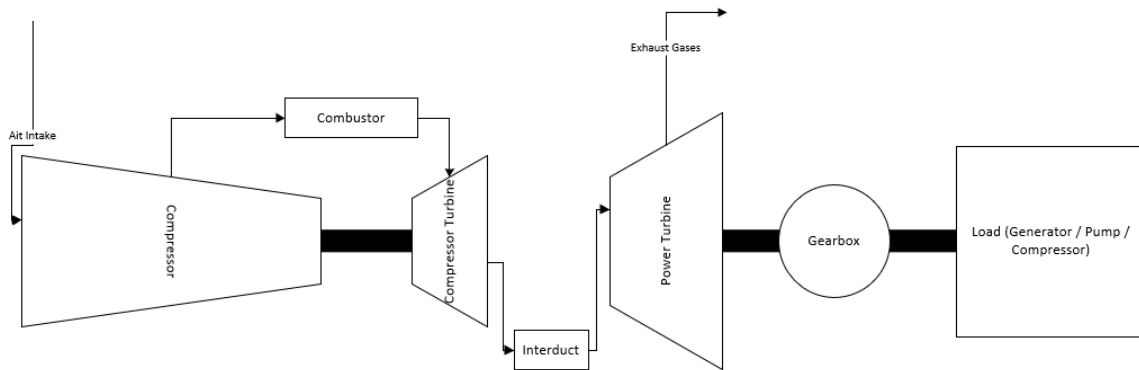 Exhaust Gases
Combustor
Ait Intake
Compressor
Compressor Turbine
Power Turbine
Gearbox
Load (Generator / Pump /
Compressor)
Interduct